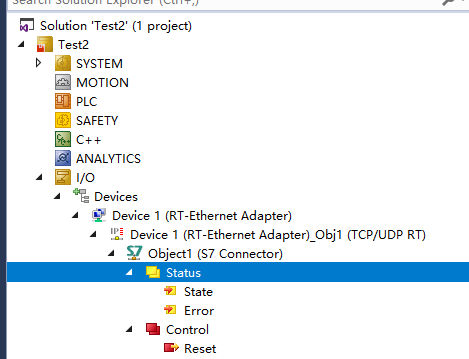 Search Solution Explorer (Ctrl+;)
Solution 'Test2' (1 project)
Test2
SYSTEM
MOTION
PLC
SAFETY
C++
ANALYTICS
I/O
Devices
Device 1 (RT-Ethernet Adapter)
Device 1 (RT-Ethernet Adapter)_Obj1 (TCP/UDP RT)
Object1 (S7 Connector)
Status
State
Error
Control
Reset